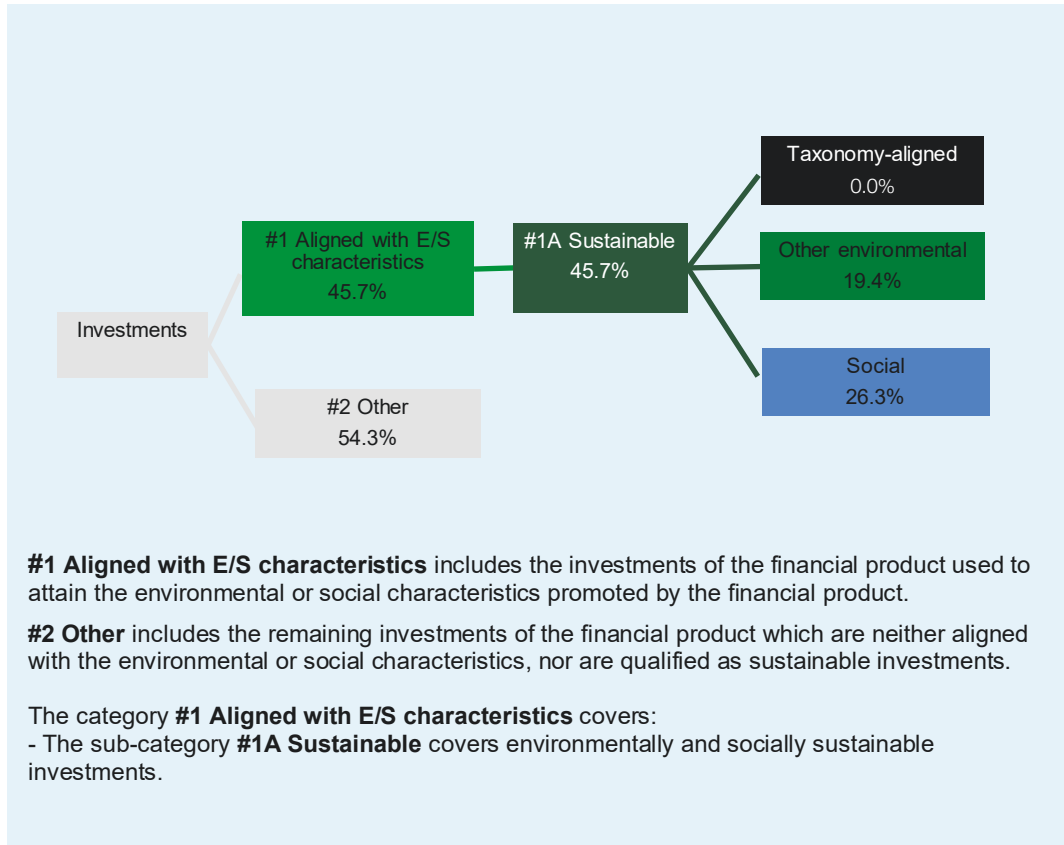 Taxonomy-aligned
0.0%
#1 Aligned with E/S
characteristics
45.7%
#1A Sustainable
45.7%
Other environmental
19.4%
Investments
Social
26.3%
#2 Other
54.3%
#1 Aligned with E/S characteristics includes the investments of the financial product used to
attain the environmental or social characteristics promoted by the financial product.
#2 Other includes the remaining investments of the financial product which are neither aligned
with the environmental or social characteristics, nor are qualified as sustainable investments.
The category #1 Aligned with E/S characteristics covers:
- The sub-category #1A Sustainable covers environmentally and socially sustainable
investments.